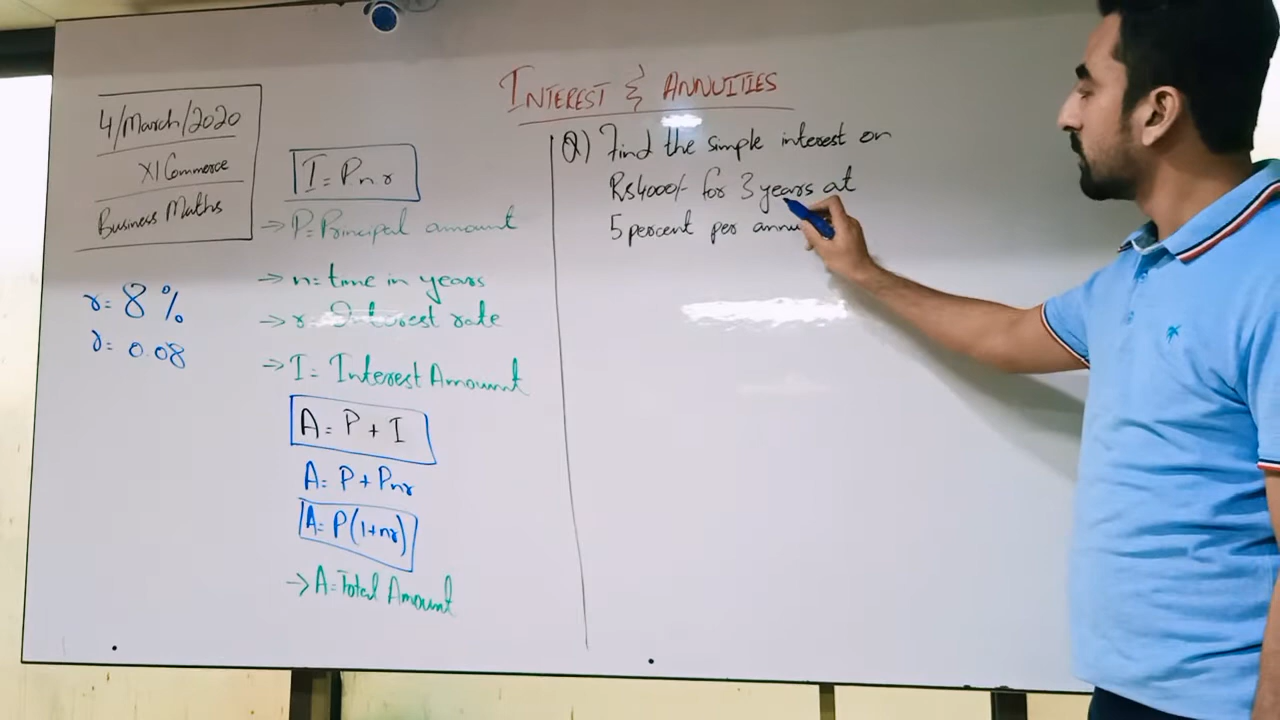 INTEREST & ANNUITIES
4/March/2020
XI Commerce
Business Maths
r= 8 %
r= 0.08
I = Pnr
→ P= Principal amount
→ n= time in years
→ r= Interest rate
→ I = Interest Amount
A = P + I
A= P + Pnr
A= P(1+nr)
→ A= Total Amount
Q) Find the simple interest on
Rs4000/- for 3 years at
5 percent per